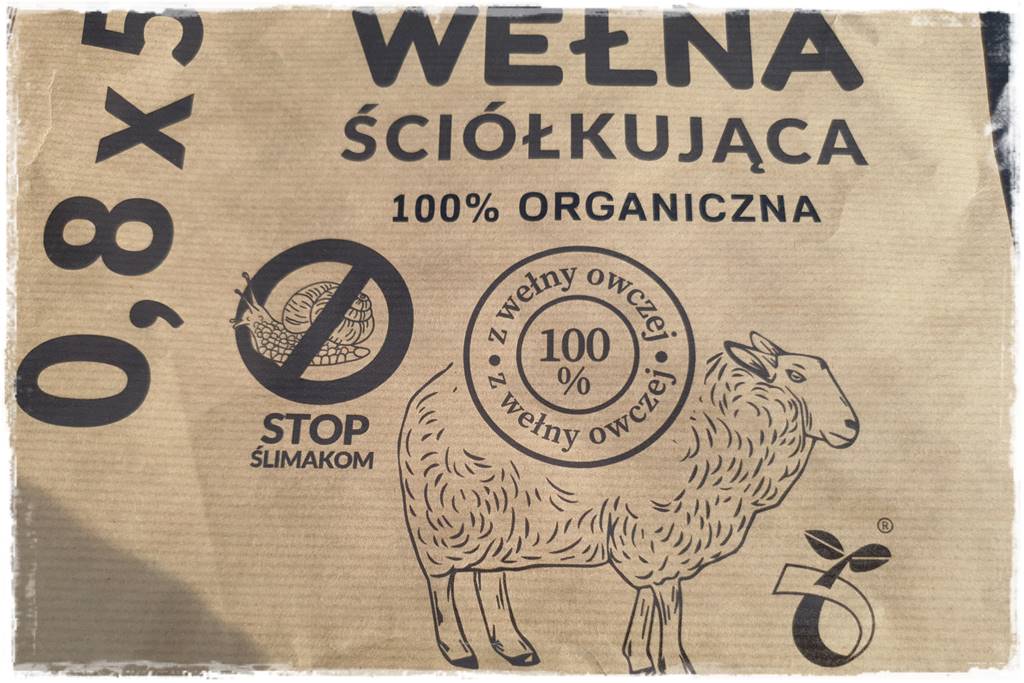 0,8 x 5
WEŁNA
ŚCIÓŁKUJĄCA
100% ORGANICZNA
STOP
ŚLIMAKOM
z wełny owczej • z wełny owczej •
100
%
®